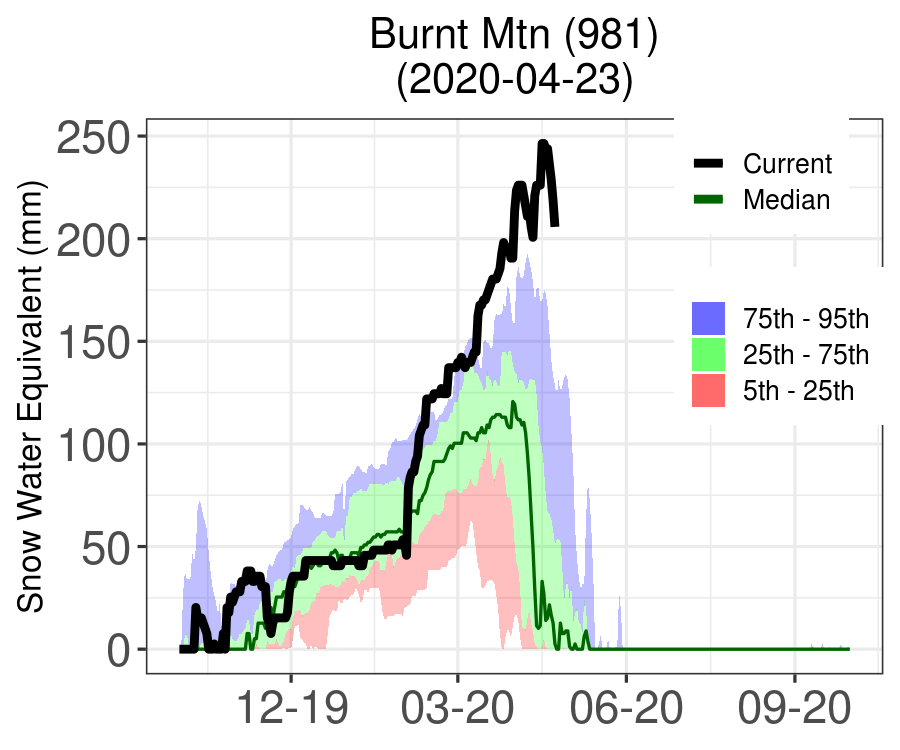 Burnt Mtn (981)
(2020-04-23)
Snow Water Equivalent (mm)
250
200
150
100
50
0
12-19
03-20
06-20
09-20
Current
Median
75th - 95th
25th - 75th
5th - 25th